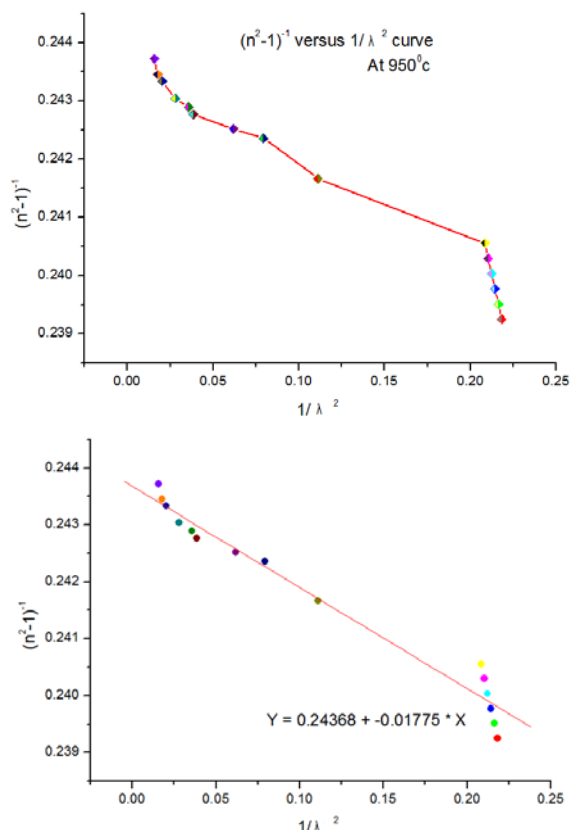 (n²-1)⁻¹ versus 1/λ² curve
At 950⁰c
0.244
0.243
0.242
0.241
0.240
0.239
(n²-1)⁻¹
0.00 0.05 0.10 0.15 0.20 0.25
1/λ²
0.244
0.243
0.242
0.241
0.240
0.239
(n²-1)⁻¹
Y = 0.24368 + -0.01775 * X
0.00 0.05 0.10 0.15 0.20 0.25
1/λ²